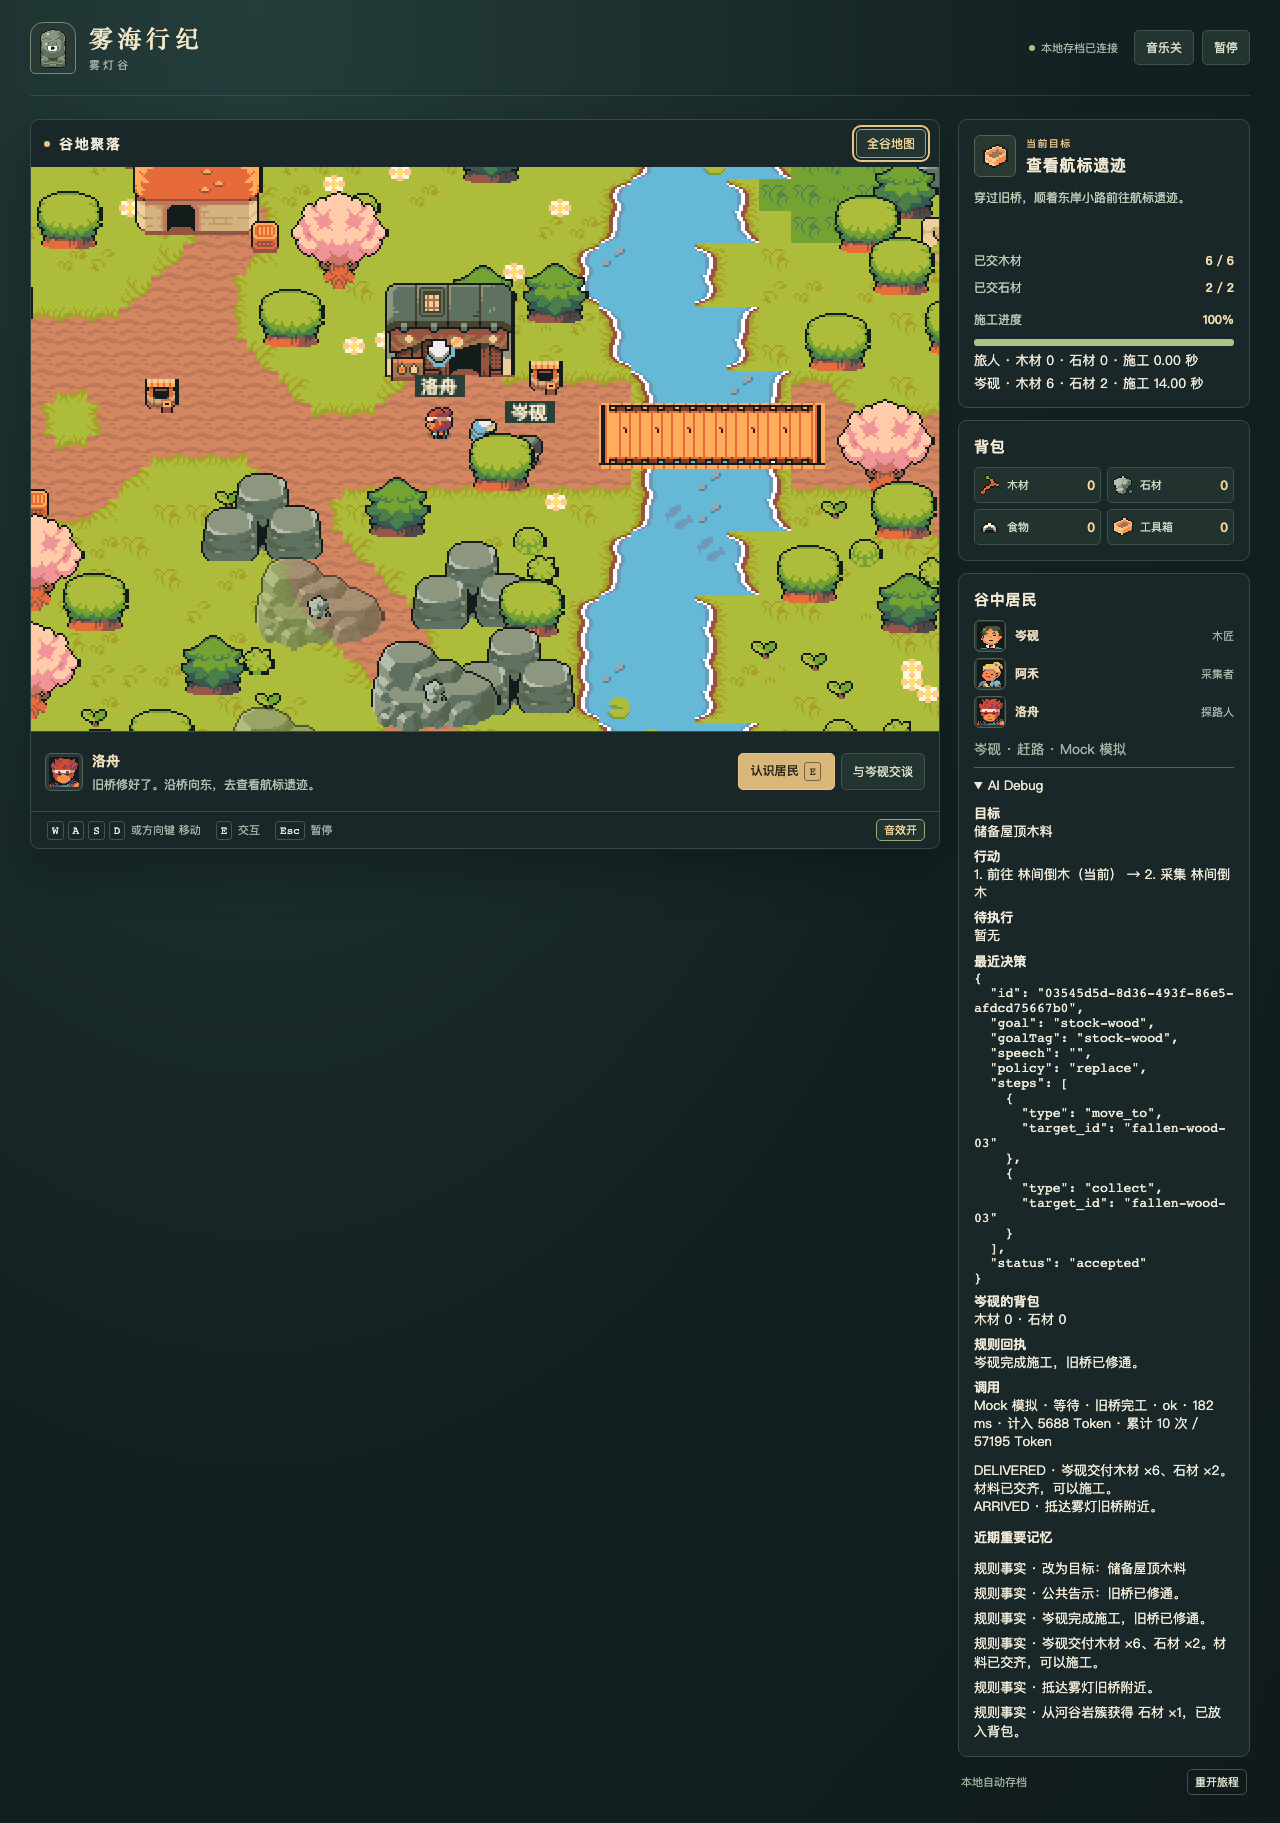 雾海行纪
雾灯谷
本地存档已连接
音乐关
暂停
谷地聚落
全谷地图
洛舟
岑砚
洛舟
旧桥修好了。沿桥向东，去查看航标遗迹。
认识居民 E
与岑砚交谈
W A S D 或方向键 移动 E 交互 Esc 暂停
音效开
当前目标
查看航标遗迹
穿过旧桥，顺着东岸小路前往航标遗迹。
已交木材 6 / 6
已交石材 2 / 2
施工进度 100%
旅人 · 木材 0 · 石材 0 · 施工 0.00 秒
岑砚 · 木材 6 · 石材 2 · 施工 14.00 秒
背包
木材 0 石材 0
食物 0 工具箱 0
谷中居民
岑砚 木匠
阿禾 采集者
洛舟 探路人
岑砚 · 赶路 · Mock 模拟
▼ AI Debug
目标
储备屋顶木料
行动
1. 前往 林间倒木（当前） → 2. 采集 林间倒
木
待执行
暂无
最近决策
{
"id": "03545d5d-8d36-493f-86e5-
afdcd75667b0",
"goal": "stock-wood",
"goalTag": "stock-wood",
"speech": "",
"policy": "replace",
"steps": [
{
"type": "move_to",
"target_id": "fallen-wood-
03"
},
{
"type": "collect",
"target_id": "fallen-wood-
03"
}
],
"status": "accepted"
}
岑砚的背包
木材 0 · 石材 0
规则回执
岑砚完成施工，旧桥已修通。
调用
Mock 模拟 · 等待 · 旧桥完工 · ok · 182
ms · 计入 5688 Token · 累计 10 次 /
57195 Token
DELIVERED · 岑砚交付木材 ×6、石材 ×2。
材料已交齐，可以施工。
ARRIVED · 抵达雾灯旧桥附近。
近期重要记忆
规则事实 · 改为目标：储备屋顶木料
规则事实 · 公共告示：旧桥已修通。
规则事实 · 岑砚完成施工，旧桥已修通。
规则事实 · 岑砚交付木材 ×6、石材 ×2。材
料已交齐，可以施工。
规则事实 · 抵达雾灯旧桥附近。
规则事实 · 从河谷岩簇获得 石材 ×1，已放
入背包。
本地自动存档
重开旅程